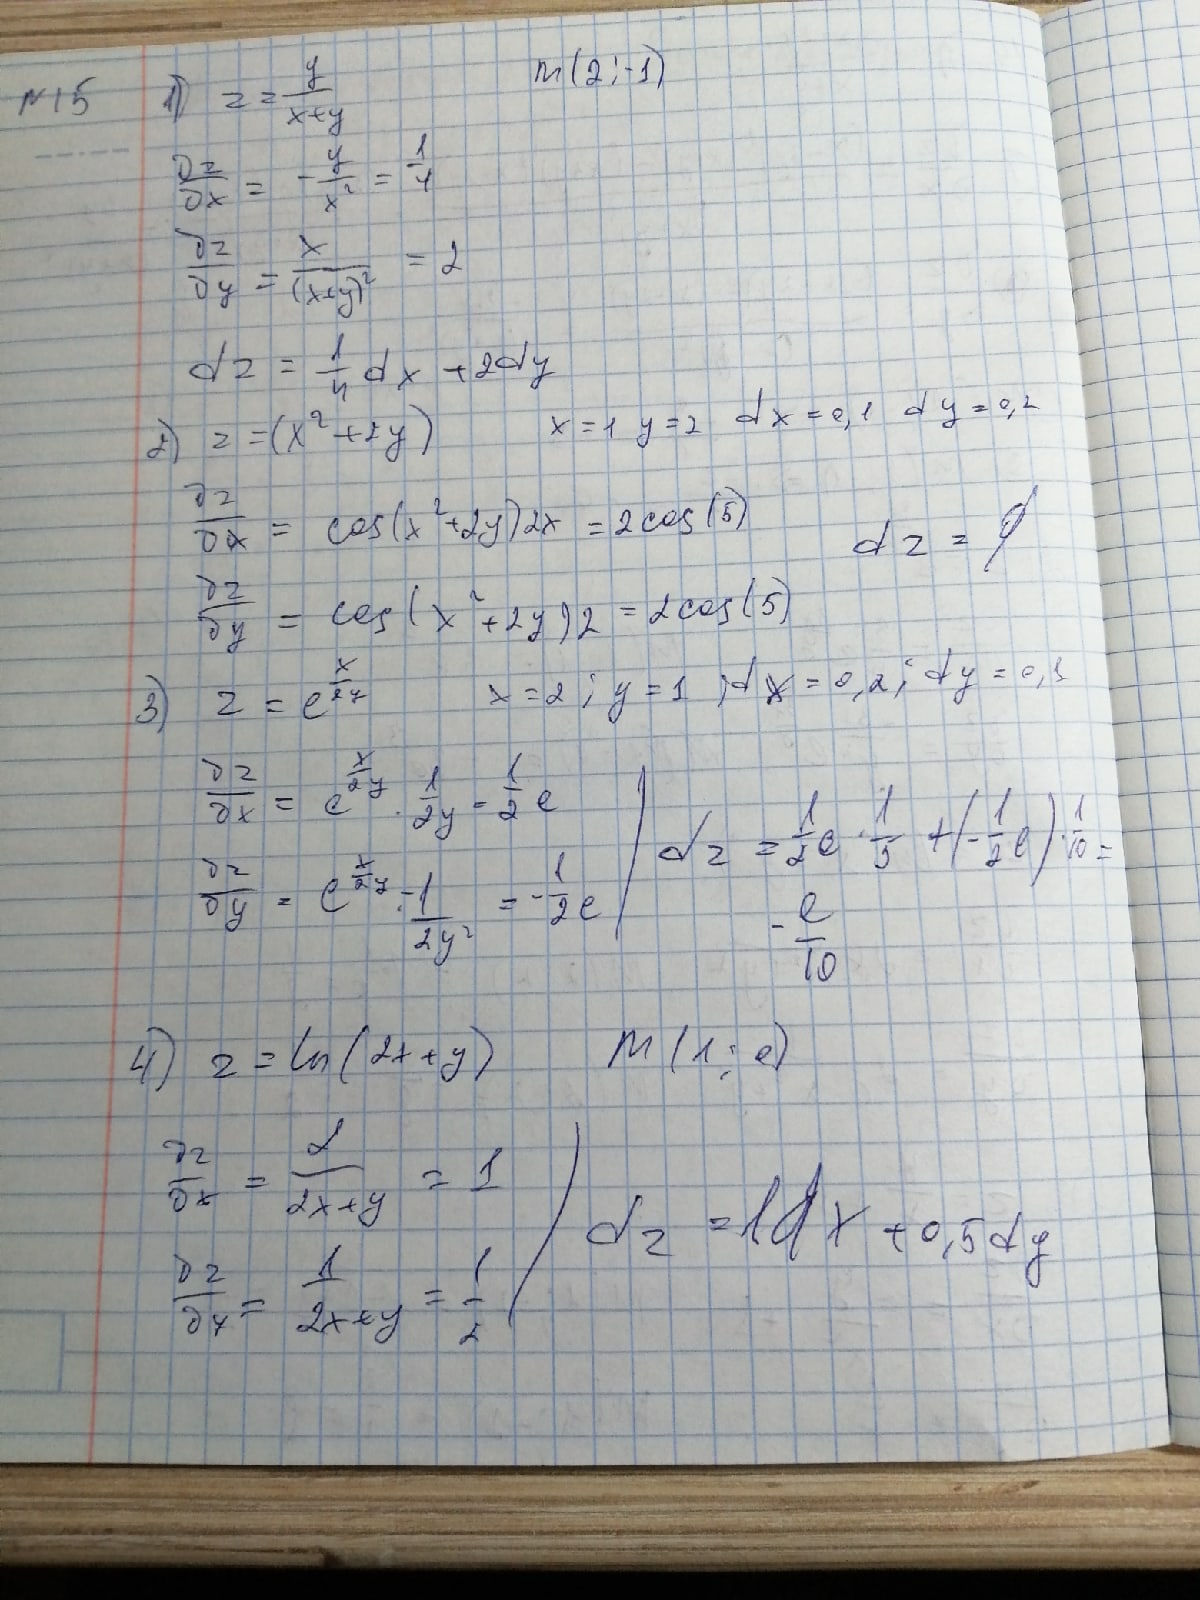 N15 1) z = y/(x+y) M(2;-1)
∂z/∂x = -y/x² = 1/4
∂z/∂y = x/(x+y)² = 2
dz = 1/4 dx + 2dy
2) z = (x²+2y) x=1 y=2 dx=0,1 dy=0,2
∂z/∂x = cos(x²+2y)2x = 2cos(5)
dz =
∂z/∂y = cos(x²+2y)2 = 2cos(5)
3) z = e^(x/2y) x=2; y=1; dx=0,2; dy=0,1
∂z/∂x = e^(x/2y) · 1/2y = 1/2 e
dz = 1/2 e · 1/5 + (-1/2 e) · 1/10 =
∂z/∂y = e^(x/2y) · -1/2y² = -1/2 e
-e/10
4) z = ln(2x+y) M(1;0)
∂z/∂x = 2/(2x+y) = 1
dz = 1dx + 0,5dy
∂z/∂x = 1/(2x+y) = 1/2